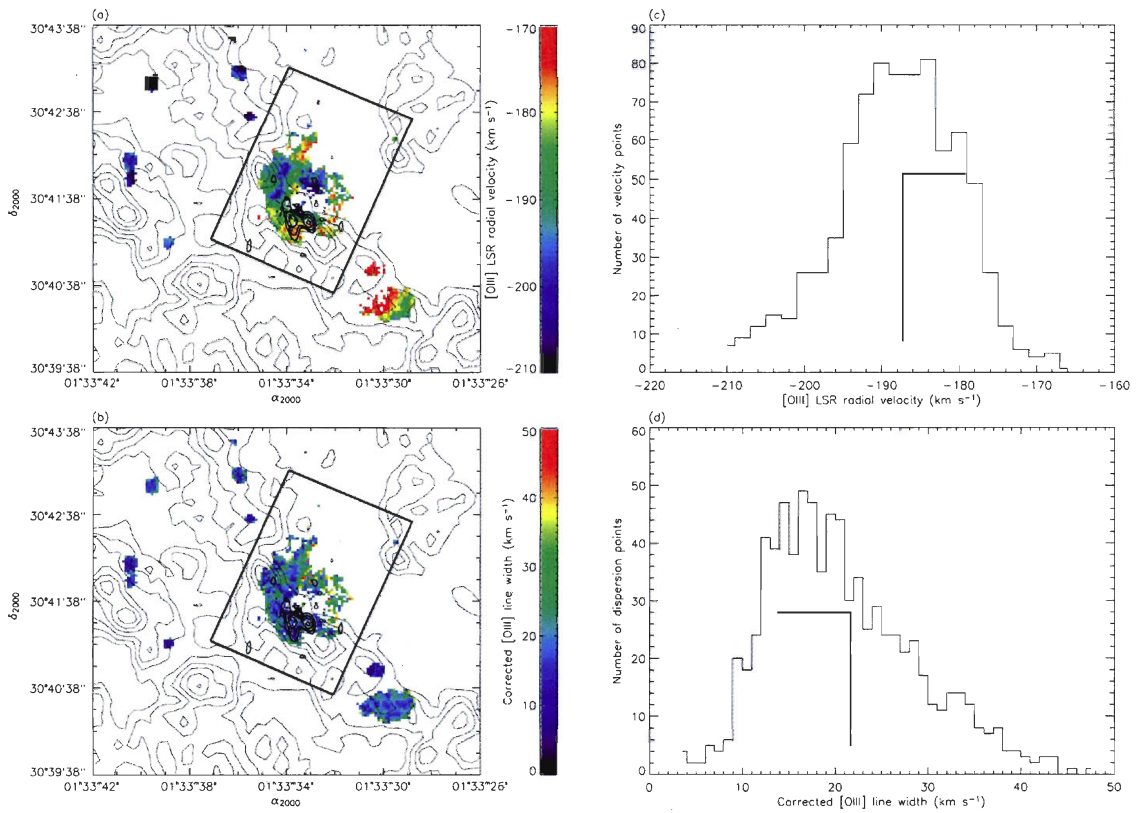 (a)
30°43'38"
30°42'38"
30°41'38"
30°40'38"
30°39'38"
δ2000
01h33m42s 01h33m38s 01h33m34s 01h33m30s 01h33m26s
α2000
-170
-180
-190
-200
-210
[OIII] LSR radial velocity (km s⁻¹)
(b)
30°43'38"
30°42'38"
30°41'38"
30°40'38"
30°39'38"
δ2000
01h33m42s 01h33m38s 01h33m34s 01h33m30s 01h33m26s
α2000
50
40
30
20
10
0
Corrected [OIII] line width (km s⁻¹)
(c)
90
80
70
60
50
40
30
20
10
0
Number of velocity points
-220 -210 -200 -190 -180 -170 -160
[OIII] LSR radial velocity (km s⁻¹)
(d)
60
50
40
30
20
10
0
Number of dispersion points
0 10 20 30 40 50
Corrected [OIII] line width (km s⁻¹)